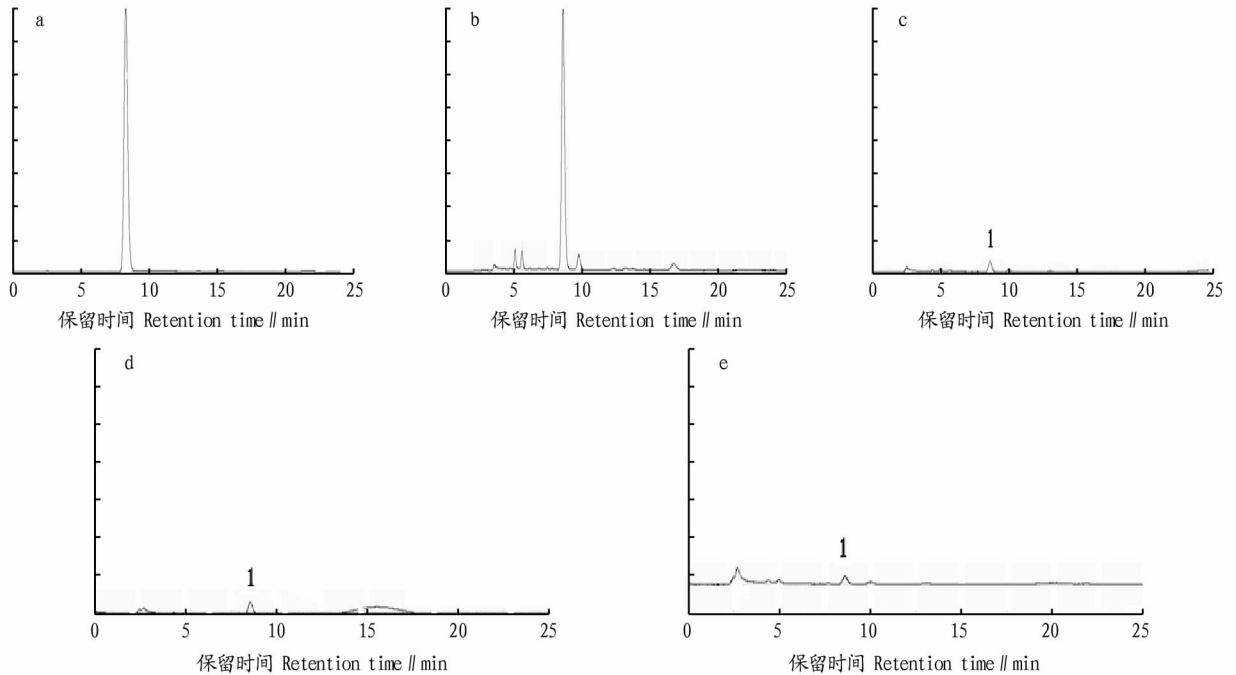 a
b
c
1
0 5 10 15 20 25
0 5 10 15 20 25
0 5 10 15 20 25
保留时间 Retention time∥min
保留时间 Retention time∥min
保留时间 Retention time∥min
d
e
1
1
0 5 10 15 20 25
0 5 10 15 20 25
保留时间 Retention time∥min
保留时间 Retention time∥min